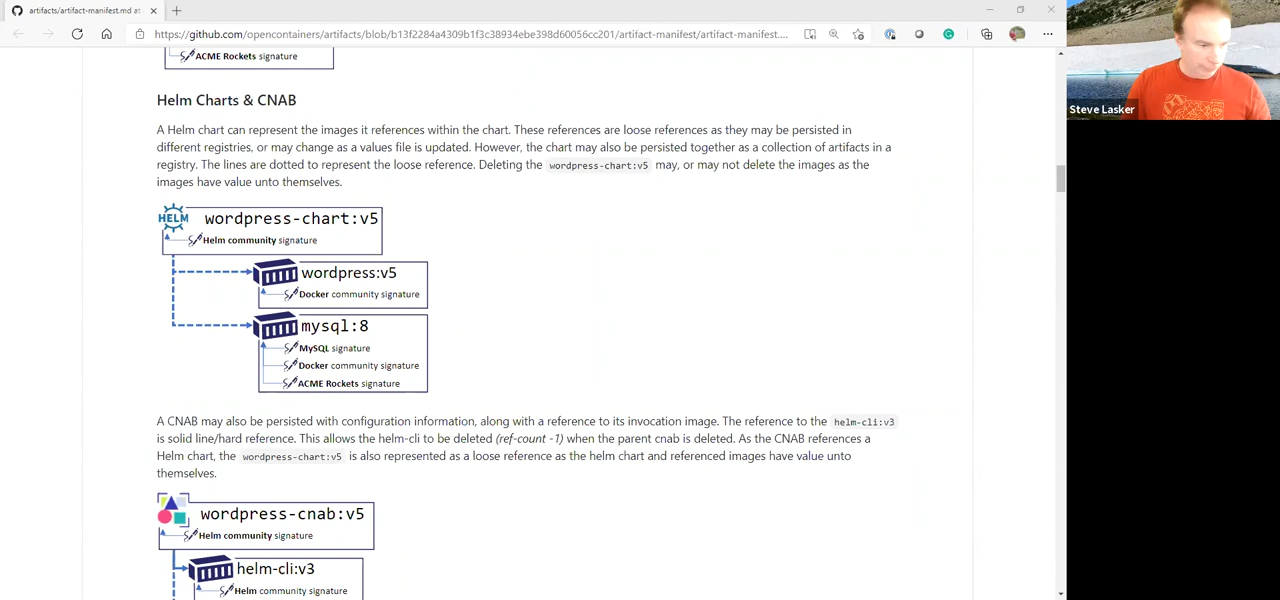 artifacts/artifact-manifest.md at
https://github.com/opencontainers/artifacts/blob/b13f2284a4309b1f3c38934ebe398d60056cc201/artifact-manifest/artifact-manifest....
Steve Lasker
ACME Rockets signature
Helm Charts & CNAB
A Helm chart can represent the images it references within the chart. These references are loose references as they may be persisted in
different registries, or may change as a values file is updated. However, the chart may also be persisted together as a collection of artifacts in a
registry. The lines are dotted to represent the loose reference. Deleting the wordpress-chart:v5 may, or may not delete the images as the
images have value unto themselves.
HELM wordpress-chart:v5
Helm community signature
wordpress:v5
Docker community signature
mysql:8
MySQL signature
Docker community signature
ACME Rockets signature
A CNAB may also be persisted with configuration information, along with a reference to its invocation image. The reference to the helm-cli:v3
is solid line/hard reference. This allows the helm-cli to be deleted (ref-count -1) when the parent cnab is deleted. As the CNAB references a
Helm chart, the wordpress-chart:v5 is also represented as a loose reference as the helm chart and referenced images have value unto
themselves.
wordpress-cnab:v5
Helm community signature
helm-cli:v3
Helm community signature